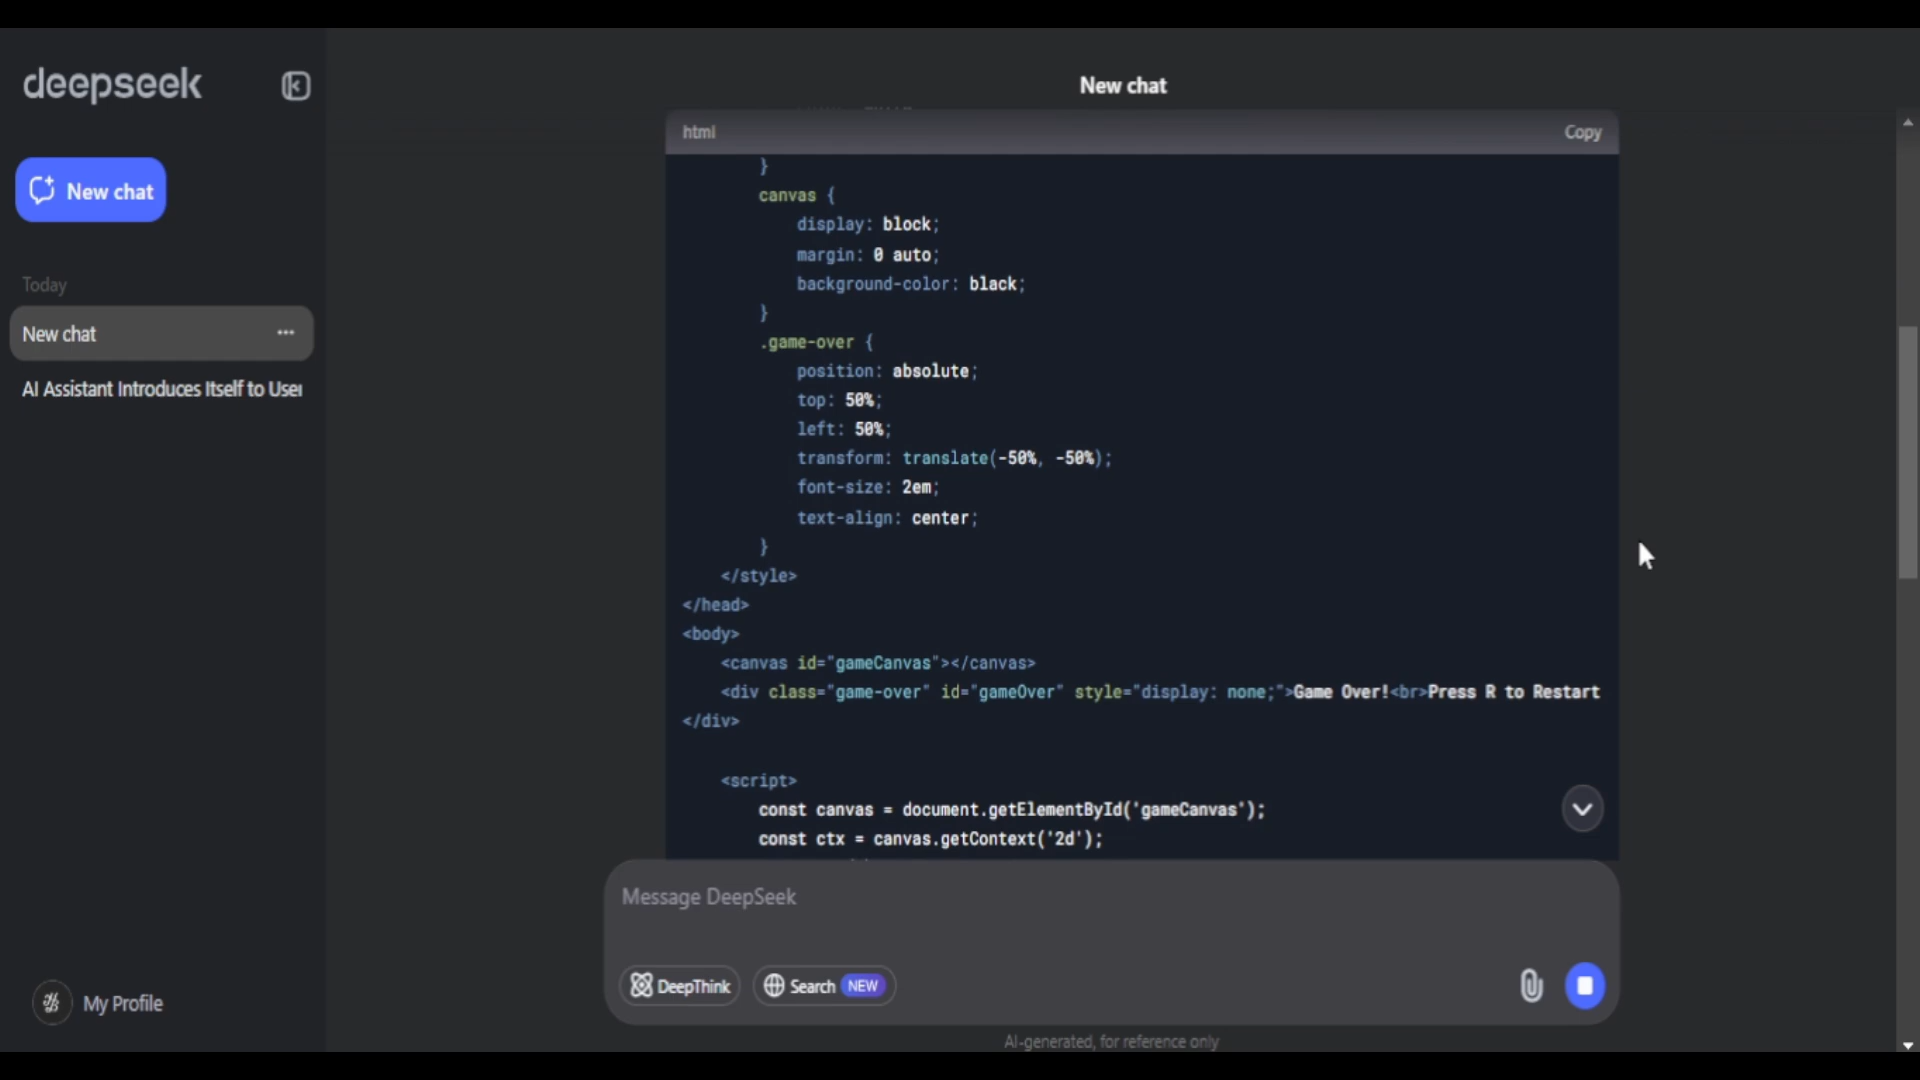 deepseek
New chat
Today
New chat
AI Assistant Introduces Itself to User
My Profile
New chat
html
Copy
}
canvas {
display: block;
margin: 0 auto;
background-color: black;
}
.game-over {
position: absolute;
top: 50%;
left: 50%;
transform: translate(-50%, -50%);
font-size: 2em;
text-align: center;
}
</style>
</head>
<body>
<canvas id="gameCanvas"></canvas>
<div class="game-over" id="gameOver" style="display: none;">Game Over!<br>Press R to Restart
</div>
<script>
const canvas = document.getElementById('gameCanvas');
const ctx = canvas.getContext('2d');
Message DeepSeek
DeepThink
Search NEW
AI-generated, for reference only